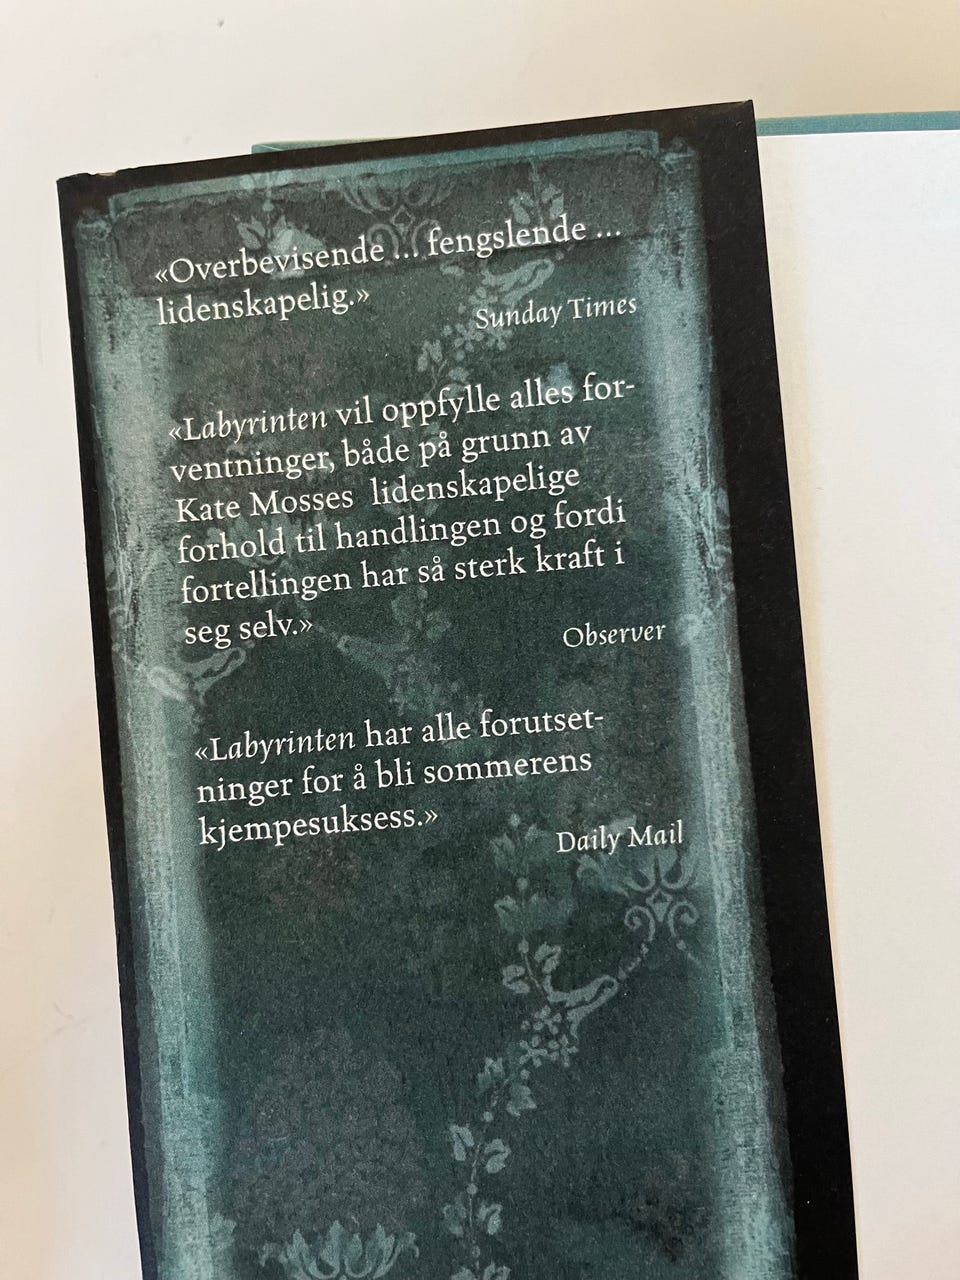 «Overbevisende ... fengslende ...
lidenskapelig.»
Sunday Times
«Labyrinten vil oppfylle alles for-
ventninger, både på grunn av
Kate Mosses lidenskapelige
forhold til handlingen og fordi
fortellingen har så sterk kraft i
seg selv.»
Observer
«Labyrinten har alle forutset-
ninger for å bli sommerens
kjempesuksess.»
Daily Mail